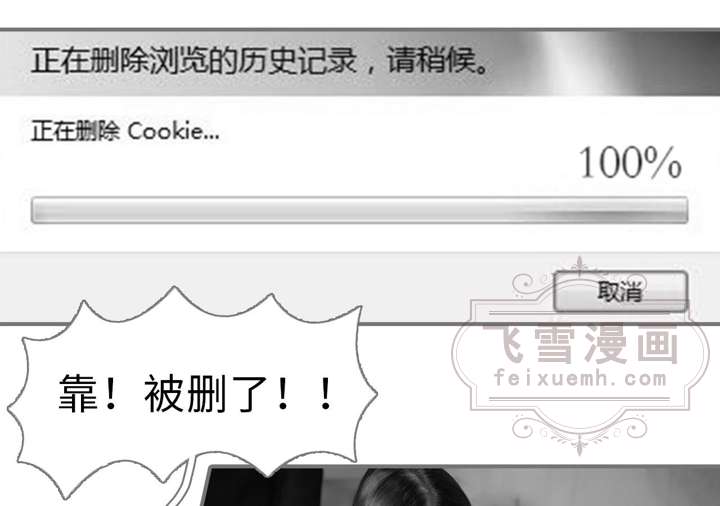 正在删除浏览的历史记录，请稍候。
正在删除 Cookie...
100%
取消
飞雪漫画
feixuemh.com
靠！被删了！！